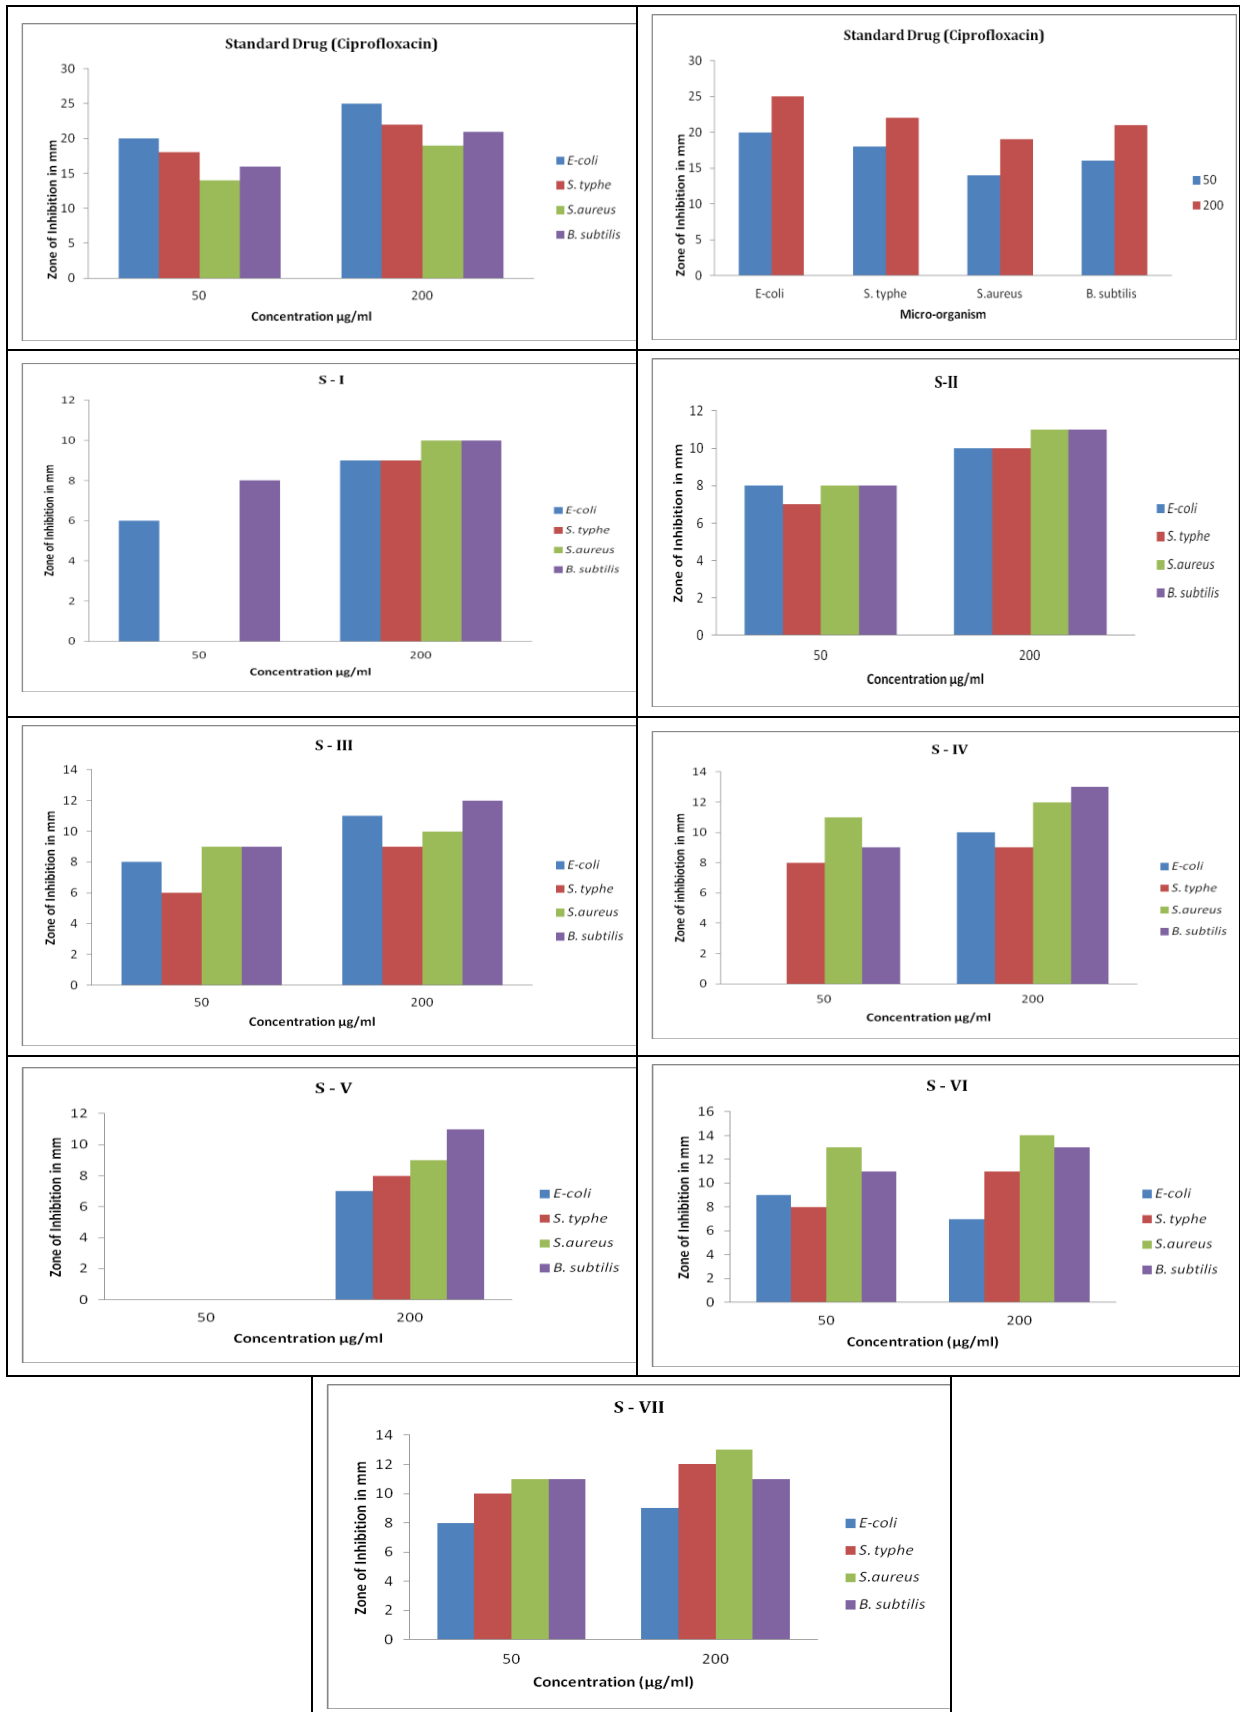 Standard Drug (Ciprofloxacin)
Zone of Inhibition in mm
30
25
20
15
10
5
0
50
200
Concentration µg/ml
E-coli
S. typhe
S.aureus
B. subtilis
Standard Drug (Ciprofloxacin)
Zone of Inhibition in mm
30
25
20
15
10
5
0
E-coli
S. typhe
S.aureus
B. subtilis
Micro-organism
50
200
S - I
Zone of Inhibition in mm
12
10
8
6
4
2
0
50
200
Concentration µg/ml
E-coli
S. typhe
S.aureus
B. subtilis
S-II
Zone of Inhibition in mm
12
10
8
6
4
2
0
50
200
Concentration µg/ml
E-coli
S. typhe
S.aureus
B. subtilis
S - III
Zone of Inhibition in mm
14
12
10
8
6
4
2
0
50
200
Concentration µg/ml
E-coli
S. typhe
S.aureus
B. subtilis
S - IV
Zone of inhibiotion in mm
14
12
10
8
6
4
2
0
50
200
Concentration µg/ml
E-coli
S. typhe
S.aureus
B. subtilis
S - V
Zone of Inhibition in mm
12
10
8
6
4
2
0
50
200
Concentration µg/ml
E-coli
S. typhe
S.aureus
B. subtilis
S - VI
Zone of Inhibition in mm
16
14
12
10
8
6
4
2
0
50
200
Concentration (µg/ml)
E-coli
S. typhe
S.aureus
B. subtilis
S - VII
Zone of Inhibition in mm
14
12
10
8
6
4
2
0
50
200
Concentration (µg/ml)
E-coli
S. typhe
S.aureus
B. subtilis